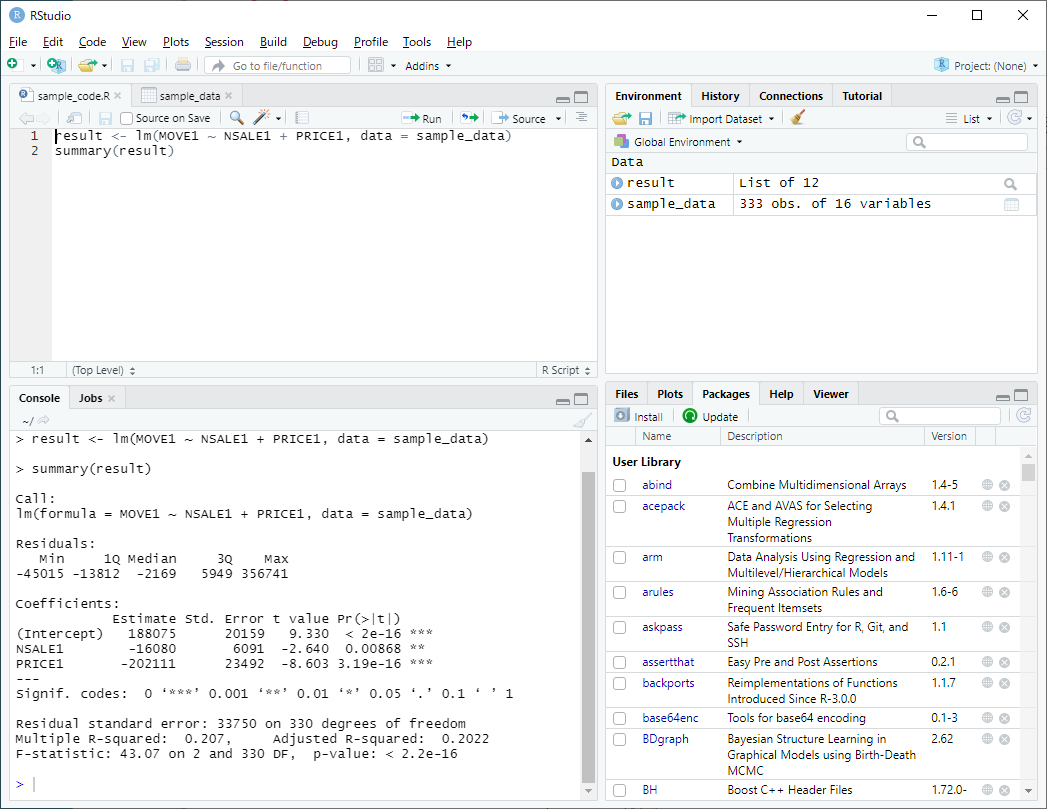 RStudio
File Edit Code View Plots Session Build Debug Profile Tools Help
Go to file/function Addins Project: (None)
sample_code.R sample_data
Source on Save Run Source
1 result <- lm(MOVE1 ~ NSALE1 + PRICE1, data = sample_data)
2 summary(result)
1:1 (Top Level) R Script
Console Jobs
~/
> result <- lm(MOVE1 ~ NSALE1 + PRICE1, data = sample_data)
> summary(result)
Call:
lm(formula = MOVE1 ~ NSALE1 + PRICE1, data = sample_data)
Residuals:
Min 1Q Median 3Q Max
-45015 -13812 -2169 5949 356741
Coefficients:
Estimate Std. Error t value Pr(>|t|)
(Intercept) 188075 20159 9.330 < 2e-16 ***
NSALE1 -16080 6091 -2.640 0.00868 **
PRICE1 -202111 23492 -8.603 3.19e-16 ***
---
Signif. codes: 0 ‘***’ 0.001 ‘**’ 0.01 ‘*’ 0.05 ‘.’ 0.1 ‘ ’ 1
Residual standard error: 33750 on 330 degrees of freedom
Multiple R-squared: 0.207, Adjusted R-squared: 0.2022
F-statistic: 43.07 on 2 and 330 DF, p-value: < 2.2e-16
>
Environment History Connections Tutorial
Import Dataset List
Global Environment
Data
result List of 12
sample_data 333 obs. of 16 variables
Files Plots Packages Help Viewer
Install Update
Name Description Version
User Library
abind Combine Multidimensional Arrays 1.4-5
acepack ACE and AVAS for Selecting 1.4.1
Multiple Regression
Transformations
arm Data Analysis Using Regression and 1.11-1
Multilevel/Hierarchical Models
arules Mining Association Rules and 1.6-6
Frequent Itemsets
askpass Safe Password Entry for R, Git, and 1.1
SSH
assertthat Easy Pre and Post Assertions 0.2.1
backports Reimplementations of Functions 1.1.7
Introduced Since R-3.0.0
base64enc Tools for base64 encoding 0.1-3
BDgraph Bayesian Structure Learning in 2.62
Graphical Models using Birth-Death
MCMC
BH Boost C++ Header Files 1.72.0-